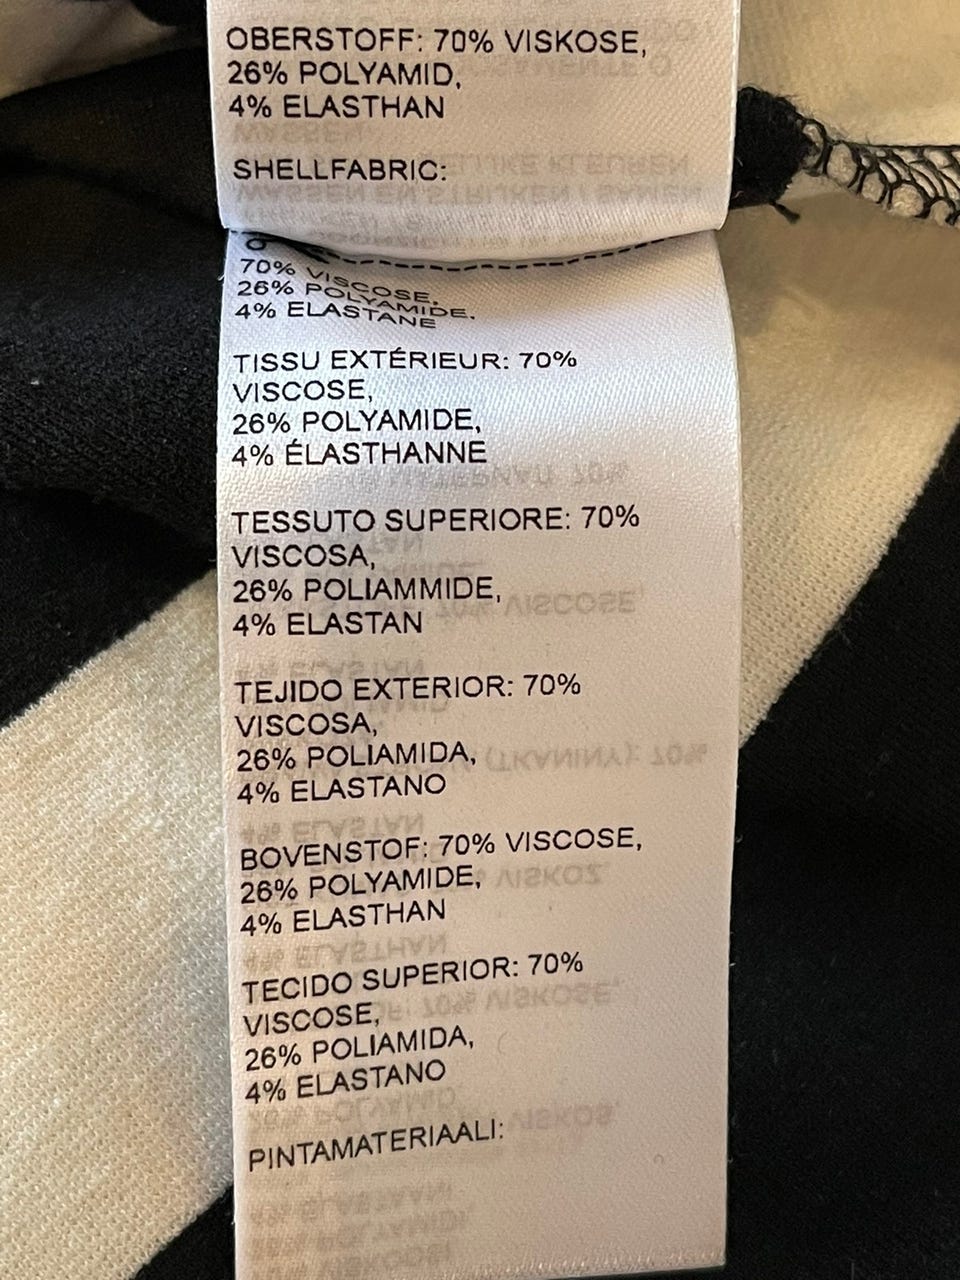 OBERSTOFF: 70% VISKOSE,
26% POLYAMID,
4% ELASTHAN
SHELLFABRIC:
70% VISCOSE,
26% POLYAMIDE,
4% ELASTANE
TISSU EXTÉRIEUR: 70%
VISCOSE,
26% POLYAMIDE,
4% ÉLASTHANNE
TESSUTO SUPERIORE: 70%
VISCOSA,
26% POLIAMMIDE,
4% ELASTAN
TEJIDO EXTERIOR: 70%
VISCOSA,
26% POLIAMIDA,
4% ELASTANO
BOVENSTOF: 70% VISCOSE,
26% POLYAMIDE,
4% ELASTHAN
TECIDO SUPERIOR: 70%
VISCOSE,
26% POLIAMIDA,
4% ELASTANO
PINTAMATERIAALI: